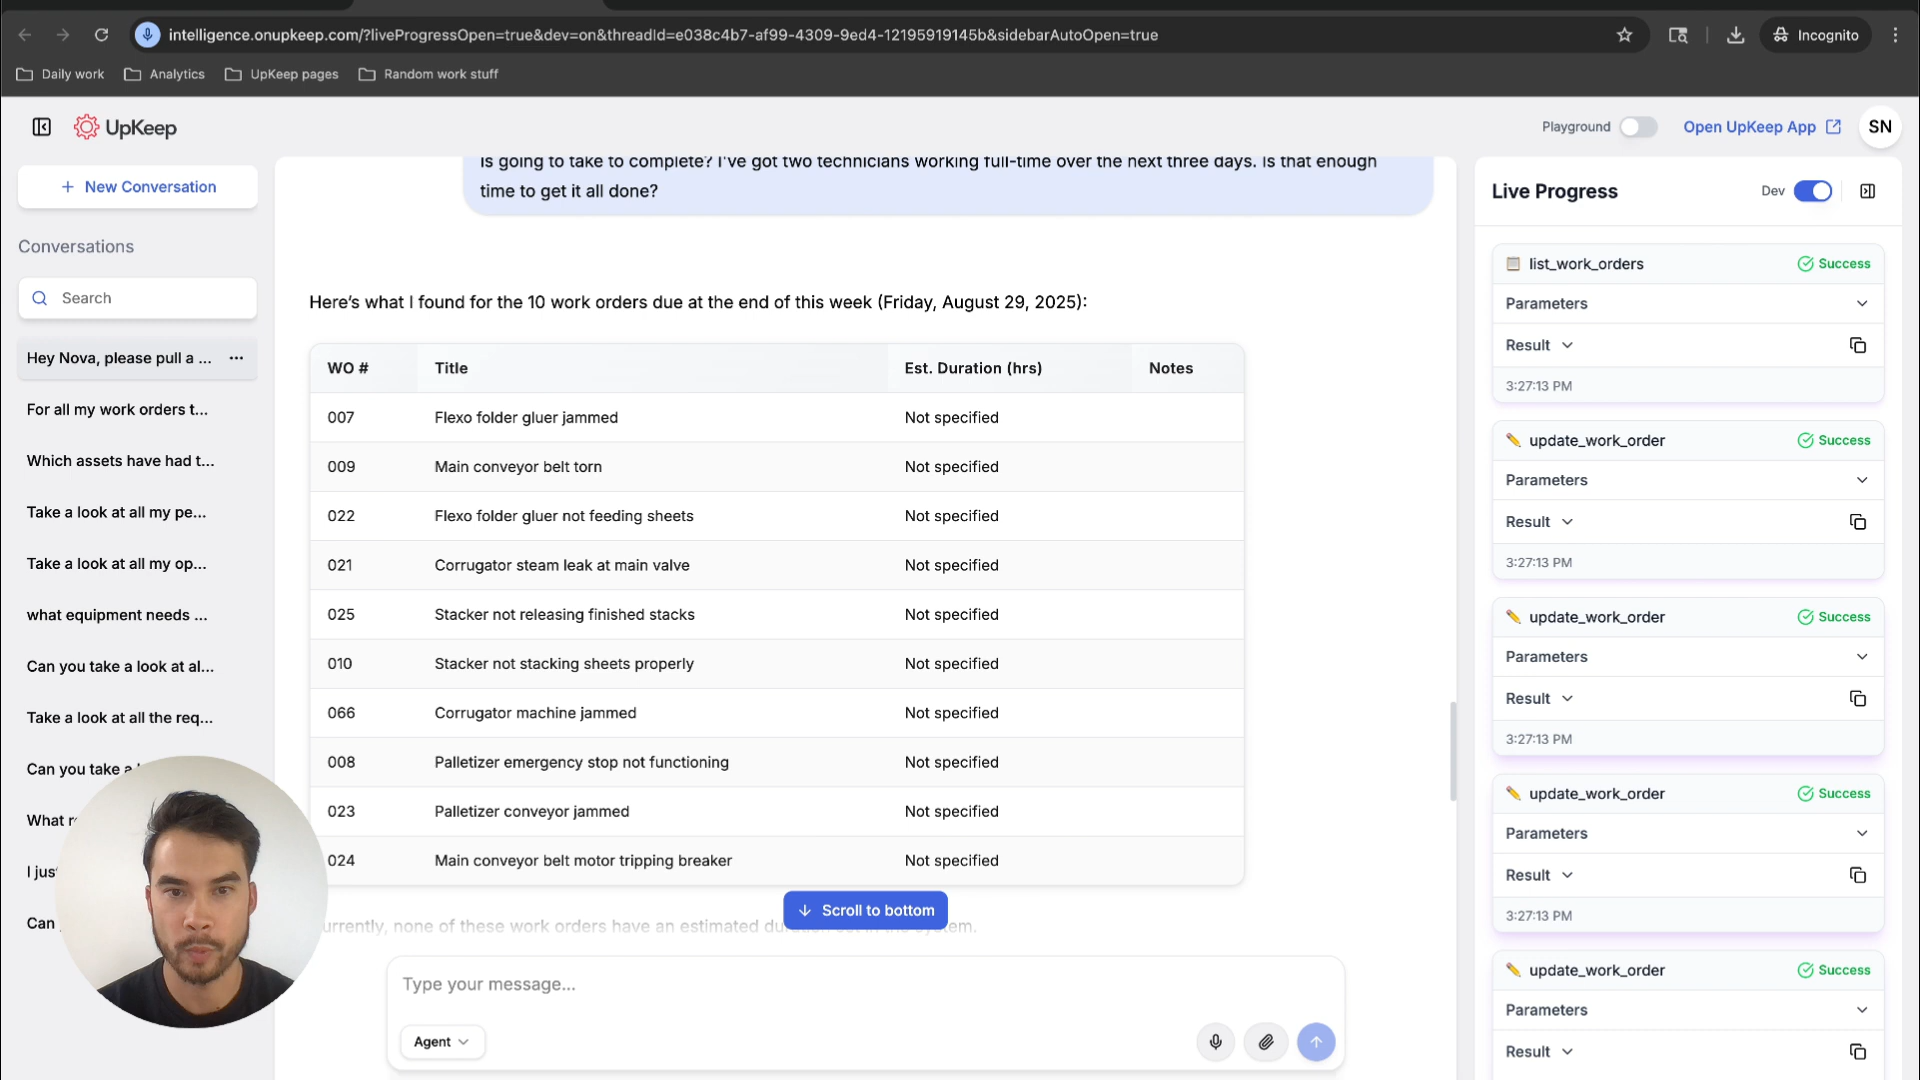 intelligence.onupkeep.com/?liveProgressOpen=true&dev=on&threadId=e038c4b7-af99-4309-9ed4-12195919145b&sidebarAutoOpen=true
Incognito
Daily work
Analytics
UpKeep pages
Random work stuff
UpKeep
Playground
Open UpKeep App
SN
+ New Conversation
Conversations
Search
Hey Nova, please pull a ...
For all my work orders t...
Which assets have had t...
Take a look at all my pe...
Take a look at all my op...
what equipment needs ...
Can you take a look at al...
Take a look at all the req...
Can you take a
What
I just
Can
is going to take to complete? I've got two technicians working full-time over the next three days. Is that enough
time to get it all done?
Here's what I found for the 10 work orders due at the end of this week (Friday, August 29, 2025):
WO # Title Est. Duration (hrs) Notes
007 Flexo folder gluer jammed Not specified
009 Main conveyor belt torn Not specified
022 Flexo folder gluer not feeding sheets Not specified
021 Corrugator steam leak at main valve Not specified
025 Stacker not releasing finished stacks Not specified
010 Stacker not stacking sheets properly Not specified
066 Corrugator machine jammed Not specified
008 Palletizer emergency stop not functioning Not specified
023 Palletizer conveyor jammed Not specified
024 Main conveyor belt motor tripping breaker Not specified
urrently, none of these work orders have an estimated system.
Scroll to bottom
Type your message...
Agent
Live Progress
Dev
list_work_orders Success
Parameters
Result
3:27:13 PM
update_work_order Success
Parameters
Result
3:27:13 PM
update_work_order Success
Parameters
Result
3:27:13 PM
update_work_order Success
Parameters
Result
3:27:13 PM
update_work_order Success
Parameters
Result